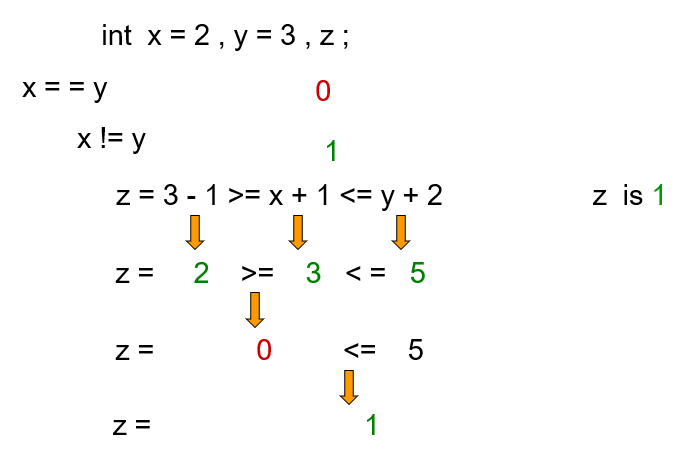 int x = 2 , y = 3 , z ;
x = = y 0
x != y 1
z = 3 - 1 >= x + 1 <= y + 2 z is 1
z = 2 >= 3 < = 5
z = 0 <= 5
z = 1